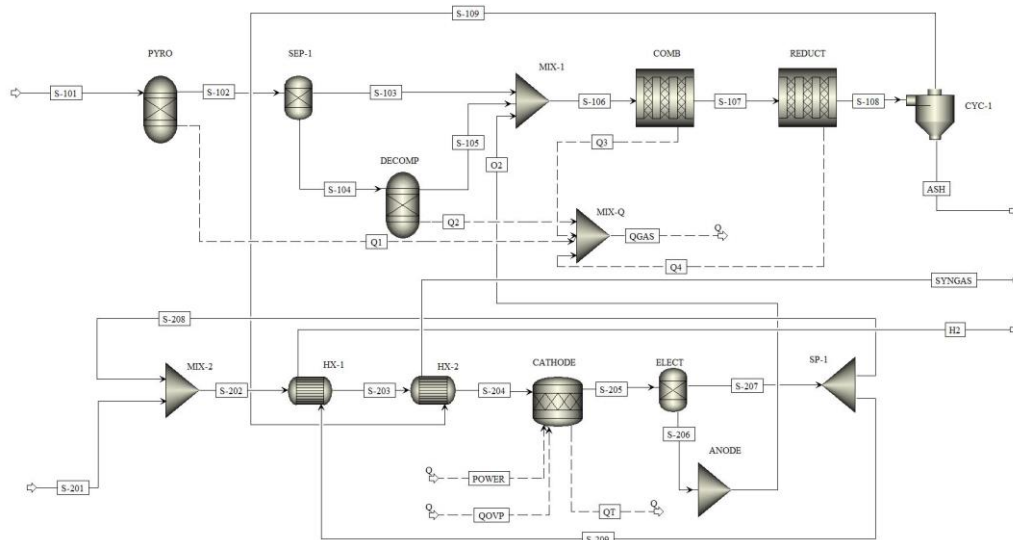 S-109
PYRO
SEP-1
COMB
REDUCT
MIX-1
S-101
S-102
S-103
S-106
S-107
S-108
CYC-1
S-105
O2
Q3
DECOMP
S-104
ASH
Q2
MIX-Q
QGAS
Q
Q1
Q4
SYNGAS
S-208
H2
MIX-2
HX-1
HX-2
CATHODE
ELECT
SP-1
S-202
S-203
S-204
S-205
S-207
S-206
ANODE
Q
POWER
S-201
Q
QOVP
QT
Q
S-209